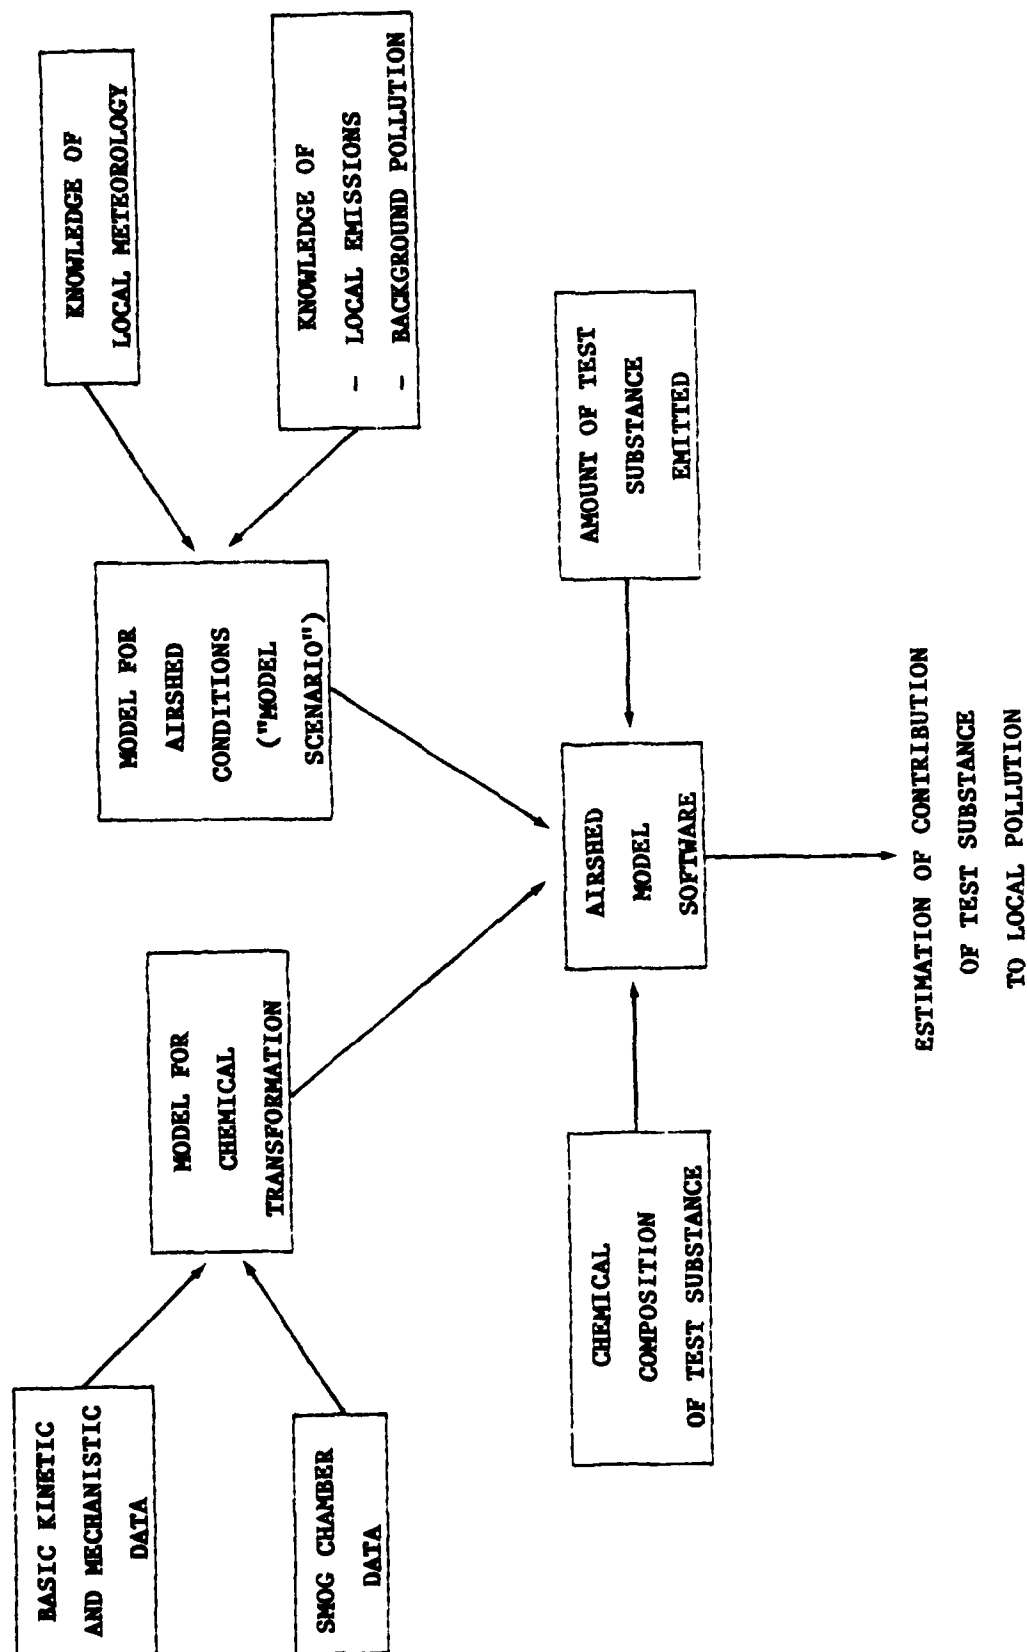 BASIC KINETIC
AND MECHANISTIC
DATA
SMOG CHAMBER
DATA
MODEL FOR
CHEMICAL
TRANSFORMATION
MODEL FOR
AIRSHED
CONDITIONS
("MODEL
SCENARIO")
KNOWLEDGE OF
LOCAL METEOROLOGY
KNOWLEDGE OF
- LOCAL EMISSIONS
- BACKGROUND POLLUTION
CHEMICAL
COMPOSITION
OF TEST SUBSTANCE
AIRSHED
MODEL
SOFTWARE
AMOUNT OF TEST
SUBSTANCE
EMITTED
ESTIMATION OF CONTRIBUTION
OF TEST SUBSTANCE
TO LOCAL POLLUTION